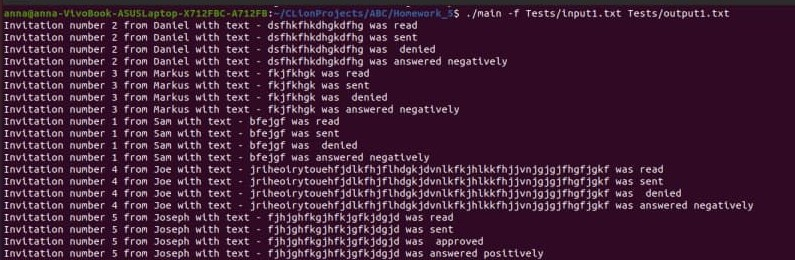 anna@anna-VivoBook-ASUSLaptop-X712FBC-A712FB:~/CLionProjects/ABC/Homework_5$ ./main -f Tests/input1.txt Tests/output1.txt
Invitation number 2 from Daniel with text - dsfhkfhkdhgkdfhg was read
Invitation number 2 from Daniel with text - dsfhkfhkdhgkdfhg was sent
Invitation number 2 from Daniel with text - dsfhkfhkdhgkdfhg was  denied
Invitation number 2 from Daniel with text - dsfhkfhkdhgkdfhg was answered negatively
Invitation number 3 from Markus with text - fkjfkhgk was read
Invitation number 3 from Markus with text - fkjfkhgk was sent
Invitation number 3 from Markus with text - fkjfkhgk was  denied
Invitation number 3 from Markus with text - fkjfkhgk was answered negatively
Invitation number 1 from Sam with text - bfejgf was read
Invitation number 1 from Sam with text - bfejgf was sent
Invitation number 1 from Sam with text - bfejgf was  denied
Invitation number 1 from Sam with text - bfejgf was answered negatively
Invitation number 4 from Joe with text - jriheoirytouehfjdlkfhjflhdgkjdvnlkfkjhlkkfhjjvnjgjgjfhgfjgkf was read
Invitation number 4 from Joe with text - jriheoirytouehfjdlkfhjflhdgkjdvnlkfkjhlkkfhjjvnjgjgjfhgfjgkf was sent
Invitation number 4 from Joe with text - jriheoirytouehfjdlkfhjflhdgkjdvnlkfkjhlkkfhjjvnjgjgjfhgfjgkf was  denied
Invitation number 4 from Joe with text - jriheoirytouehfjdlkfhjflhdgkjdvnlkfkjhlkkfhjjvnjgjgjfhgfjgkf was answered negatively
Invitation number 5 from Joseph with text - fjhjghfkgjhfkjgfkjdgjd was read
Invitation number 5 from Joseph with text - fjhjghfkgjhfkjgfkjdgjd was sent
Invitation number 5 from Joseph with text - fjhjghfkgjhfkjgfkjdgjd was  approved
Invitation number 5 from Joseph with text - fjhjghfkgjhfkjgfkjdgjd was answered positively